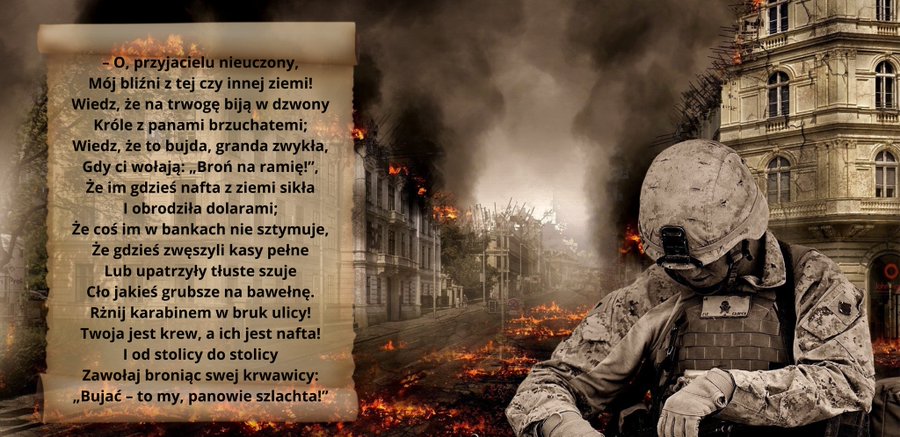 – O, przyjacielu nieuczony,
Mój bliźni z tej czy innej ziemi!
Wiedz, że na trwogę biją w dzwony
Króle z panami brzuchatemi;
Wiedz, że to bujda, granda zwykła,
Gdy ci wołają: „Broń na ramię!”,
Że im gdzieś nafta z ziemi sikła
I obrodziła dolarami;
Że coś im w bankach nie sztymuje,
Że gdzieś zwęszyli kasy pełne
Lub upatrzyły tłuste szuje
Cło jakieś grubsze na bawełnę.
Rżnij karabinem w bruk ulicy!
Twoja jest krew, a ich jest nafta!
I od stolicy do stolicy
Zawołaj broniąc swej krwawicy:
„Bujać – to my, panowie szlachta!”